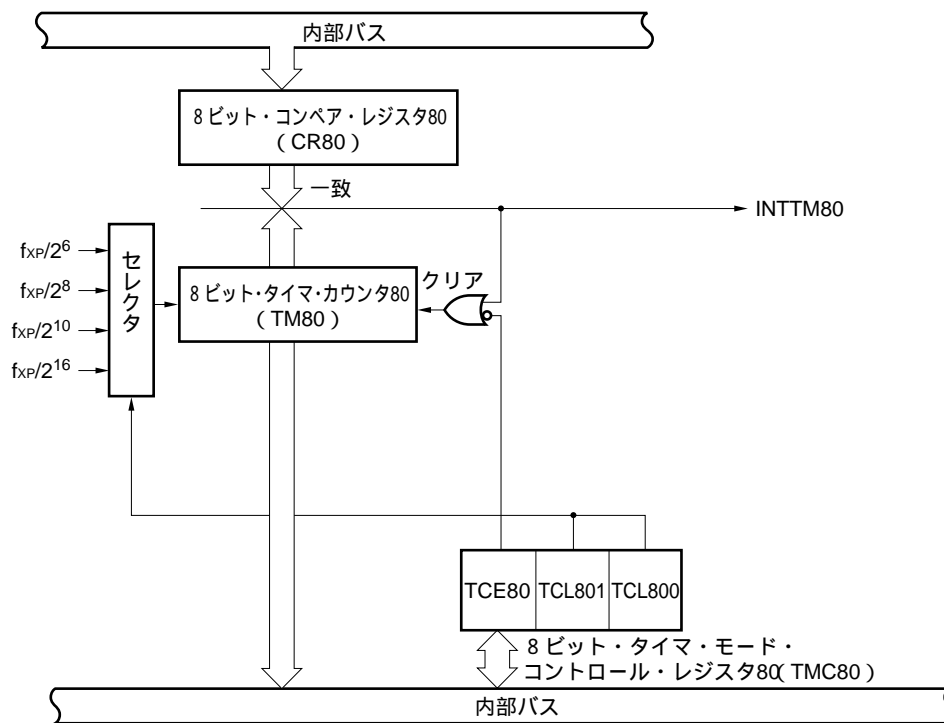 内部バス
8ビット・コンペア・レジスタ80
(CR80)
一致
INTTM80
fXP/2^6
fXP/2^8
fXP/2^10
fXP/2^16
セレクタ
8ビット・タイマ・カウンタ80
(TM80)
クリア
TCE80 TCL801 TCL800
8ビット・タイマ・モード・
コントロール・レジスタ80(TMC80)
内部バス